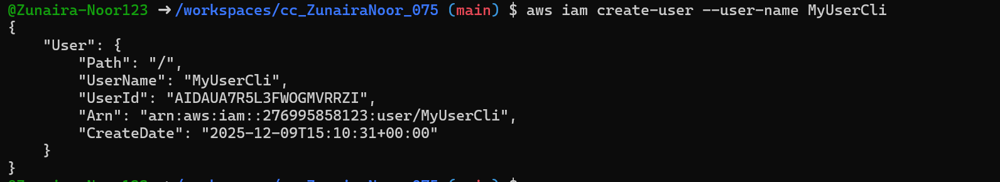 @Zunaira-Noor123 ➜ /workspaces/cc_ZunairaNoor_075 (main) $ aws iam create-user --user-name MyUserCli
{
    "User": {
        "Path": "/",
        "UserName": "MyUserCli",
        "UserId": "AIDAUA7R5L3FWOGMVRRZI",
        "Arn": "arn:aws:iam::276995858123:user/MyUserCli",
        "CreateDate": "2025-12-09T15:10:31+00:00"
    }
}